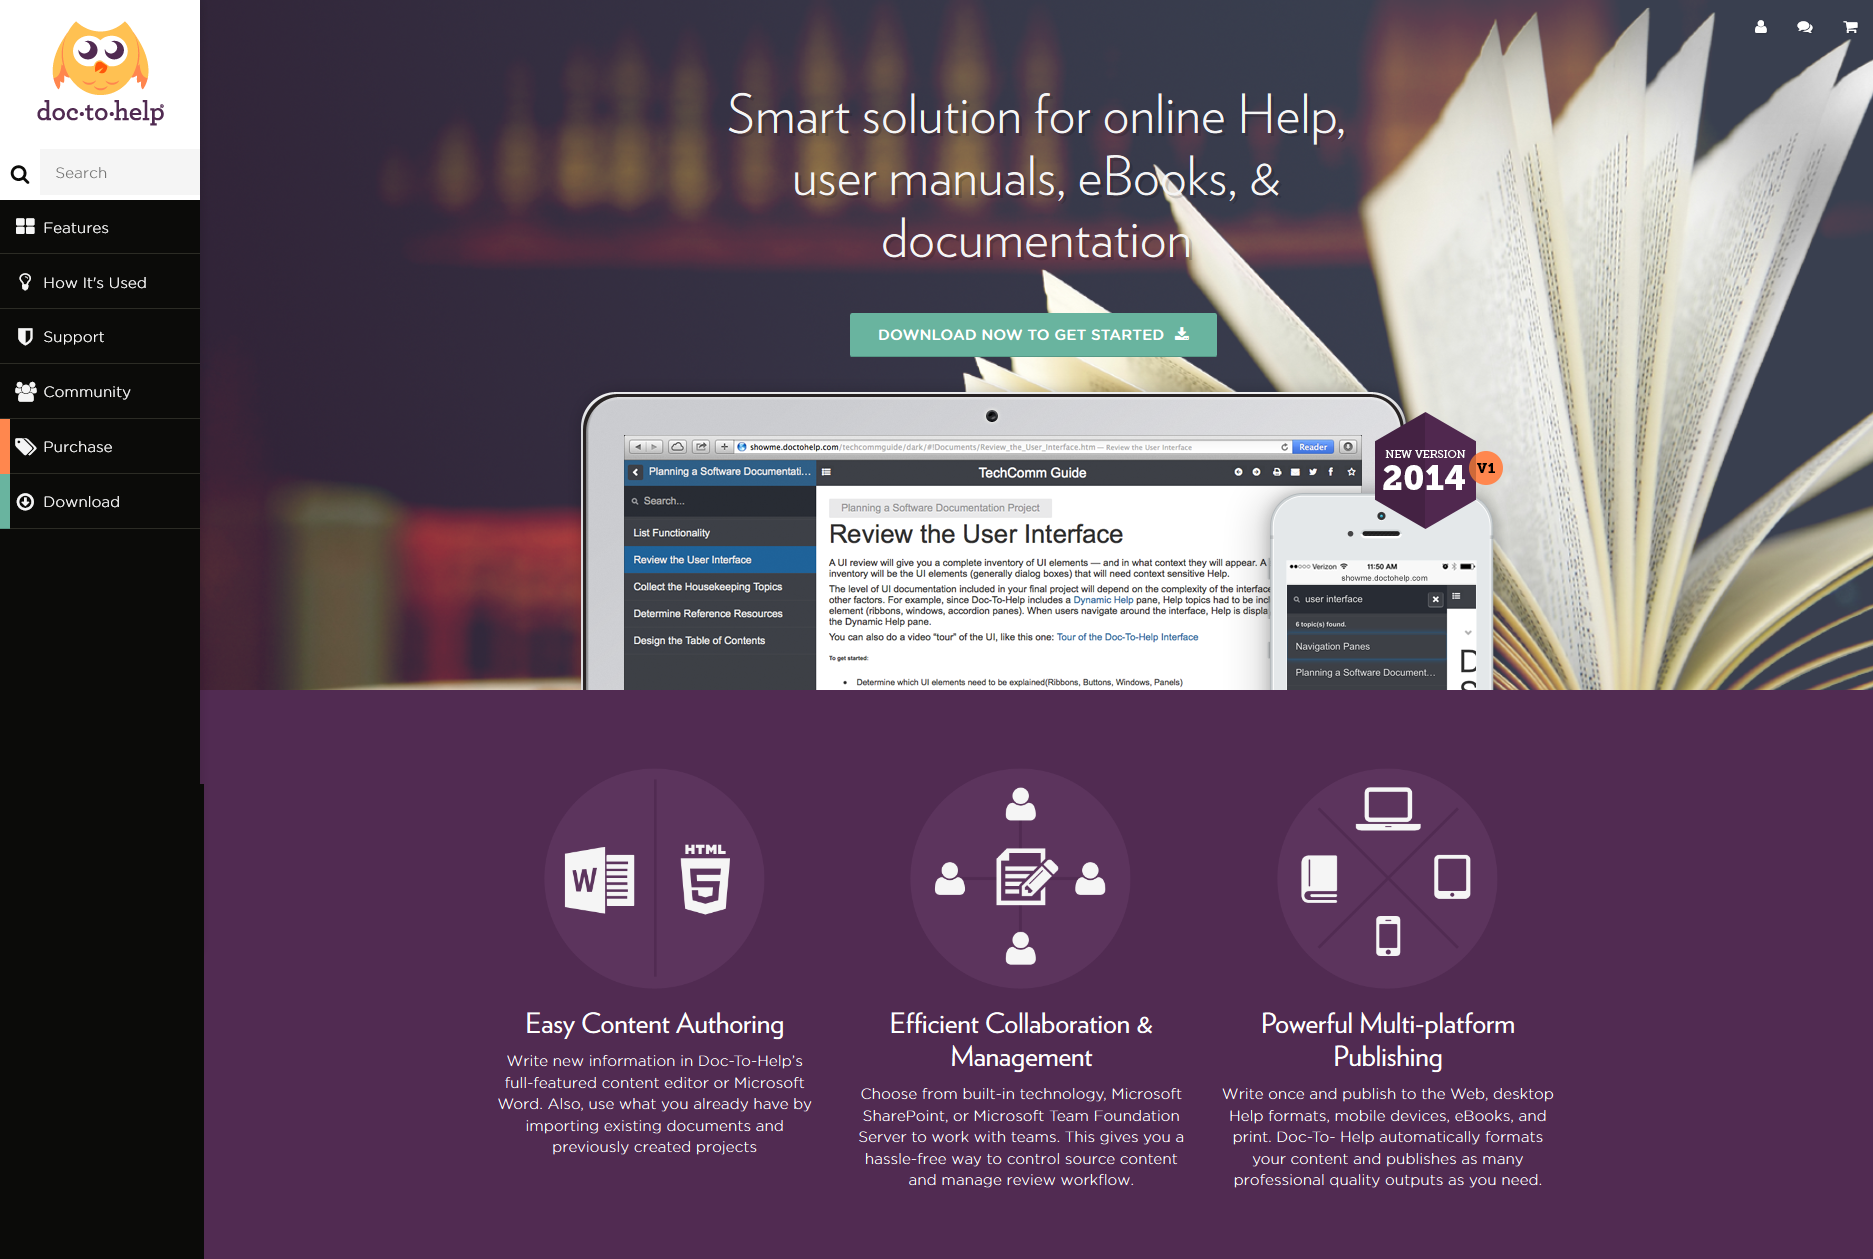 doc·to·help
Search
Features
How It's Used
Support
Community
Purchase
Download
Smart solution for online Help,
user manuals, eBooks, &
documentation
DOWNLOAD NOW TO GET STARTED
showme.doctohelp.com/techcommguide/dark/#!Documents/Review_the_User_Interface.htm — Review the User Interface
Reader
Planning a Software Documentati...
TechComm Guide
Search...
List Functionality
Review the User Interface
Collect the Housekeeping Topics
Determine Reference Resources
Design the Table of Contents
Planning a Software Documentation Project
Review the User Interface
A UI review will give you a complete inventory of UI elements — and in what context they will appear. A
inventory will be the UI elements (generally dialog boxes) that will need context sensitive Help.
The level of UI documentation included in your final project will depend on the complexity of the interface
other factors. For example, since Doc-To-Help includes a Dynamic Help pane, Help topics had to be incl
element (ribbons, windows, accordion panes). When users navigate around the interface, Help is displa
the Dynamic Help pane.
You can also do a video "tour" of the UI, like this one: Tour of the Doc-To-Help Interface
To get started:
• Determine which UI elements need to be explained(Ribbons, Buttons, Windows, Panels)
NEW VERSION
2014
V1
Verizon 11:50 AM
showme.doctohelp.com
user interface
6 topic(s) found.
Navigation Panes
Planning a Software Document...
D
W
HTML
5
Easy Content Authoring
Write new information in Doc-To-Help's
full-featured content editor or Microsoft
Word. Also, use what you already have by
importing existing documents and
previously created projects
Efficient Collaboration &
Management
Choose from built-in technology, Microsoft
SharePoint, or Microsoft Team Foundation
Server to work with teams. This gives you a
hassle-free way to control source content
and manage review workflow.
Powerful Multi-platform
Publishing
Write once and publish to the Web, desktop
Help formats, mobile devices, eBooks, and
print. Doc-To- Help automatically formats
your content and publishes as many
professional quality outputs as you need.